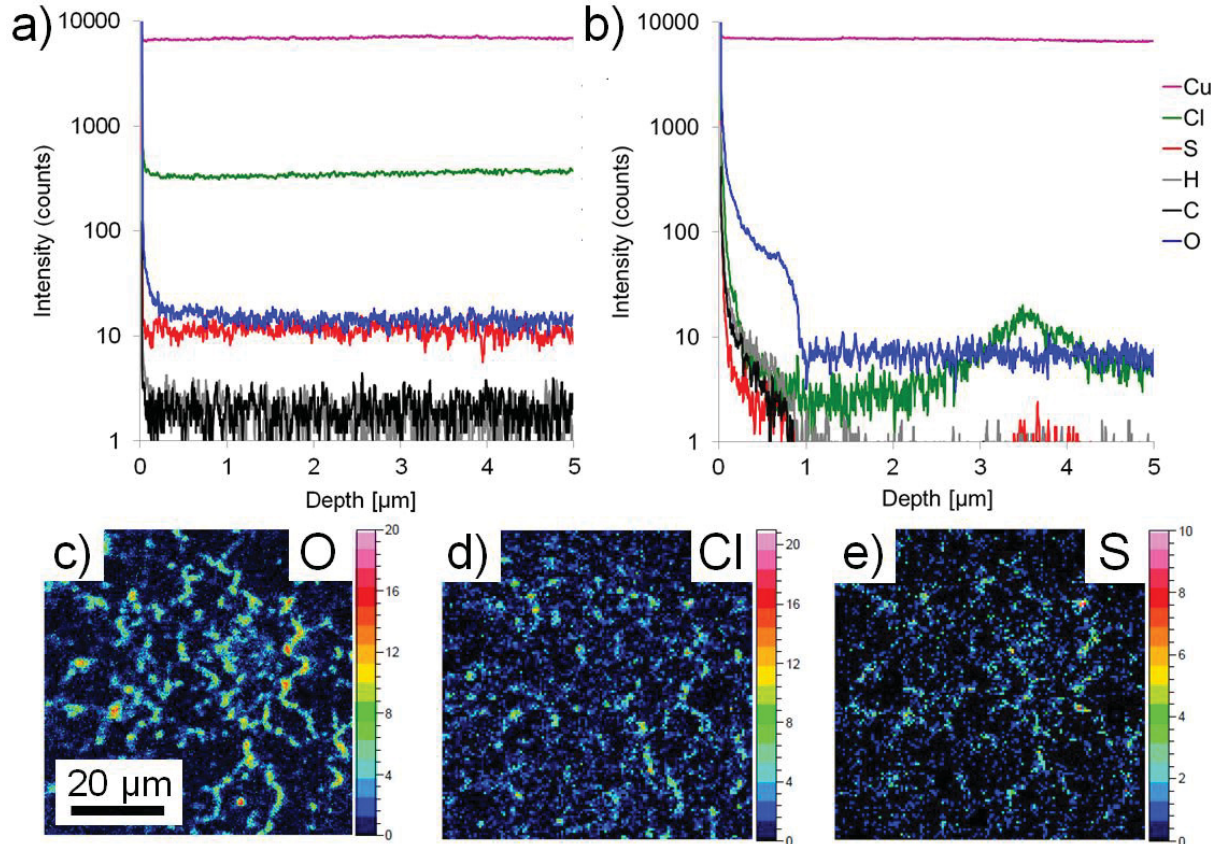 a)
Intensity (counts)
10000
1000
100
10
1
0 1 2 3 4 5
Depth [µm]
b)
Intensity (counts)
10000
1000
100
10
1
0 1 2 3 4 5
Depth [µm]
Cu
Cl
S
H
C
O
c) O
20
16
12
8
4
0
20 µm
d) Cl
20
16
12
8
4
0
e) S
10
8
6
4
2
0